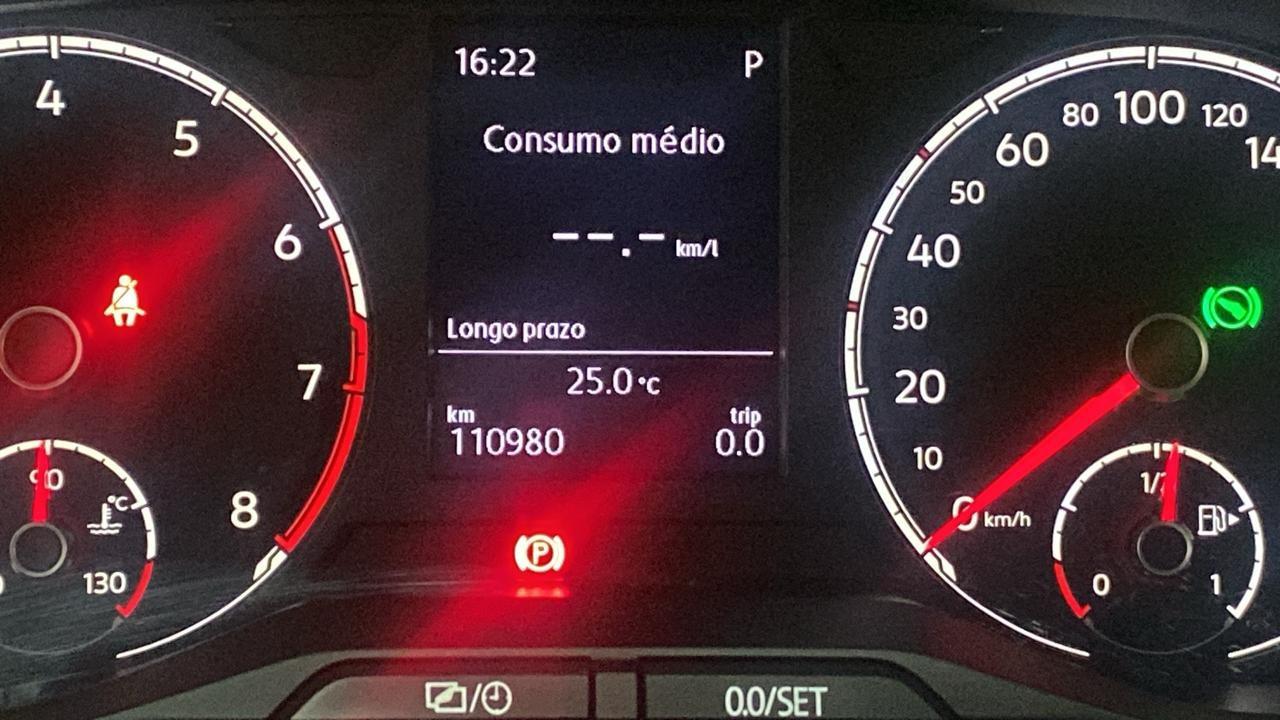 16:22 P
Consumo médio
--.- km/l
Longo prazo
25.0 °C
km trip
110980 0.0
4
5
6
7
8
90
°C
130
P
10
20
30
40
50
60
80
100
120
0 km/h
0
1/2
1
0.0/SET